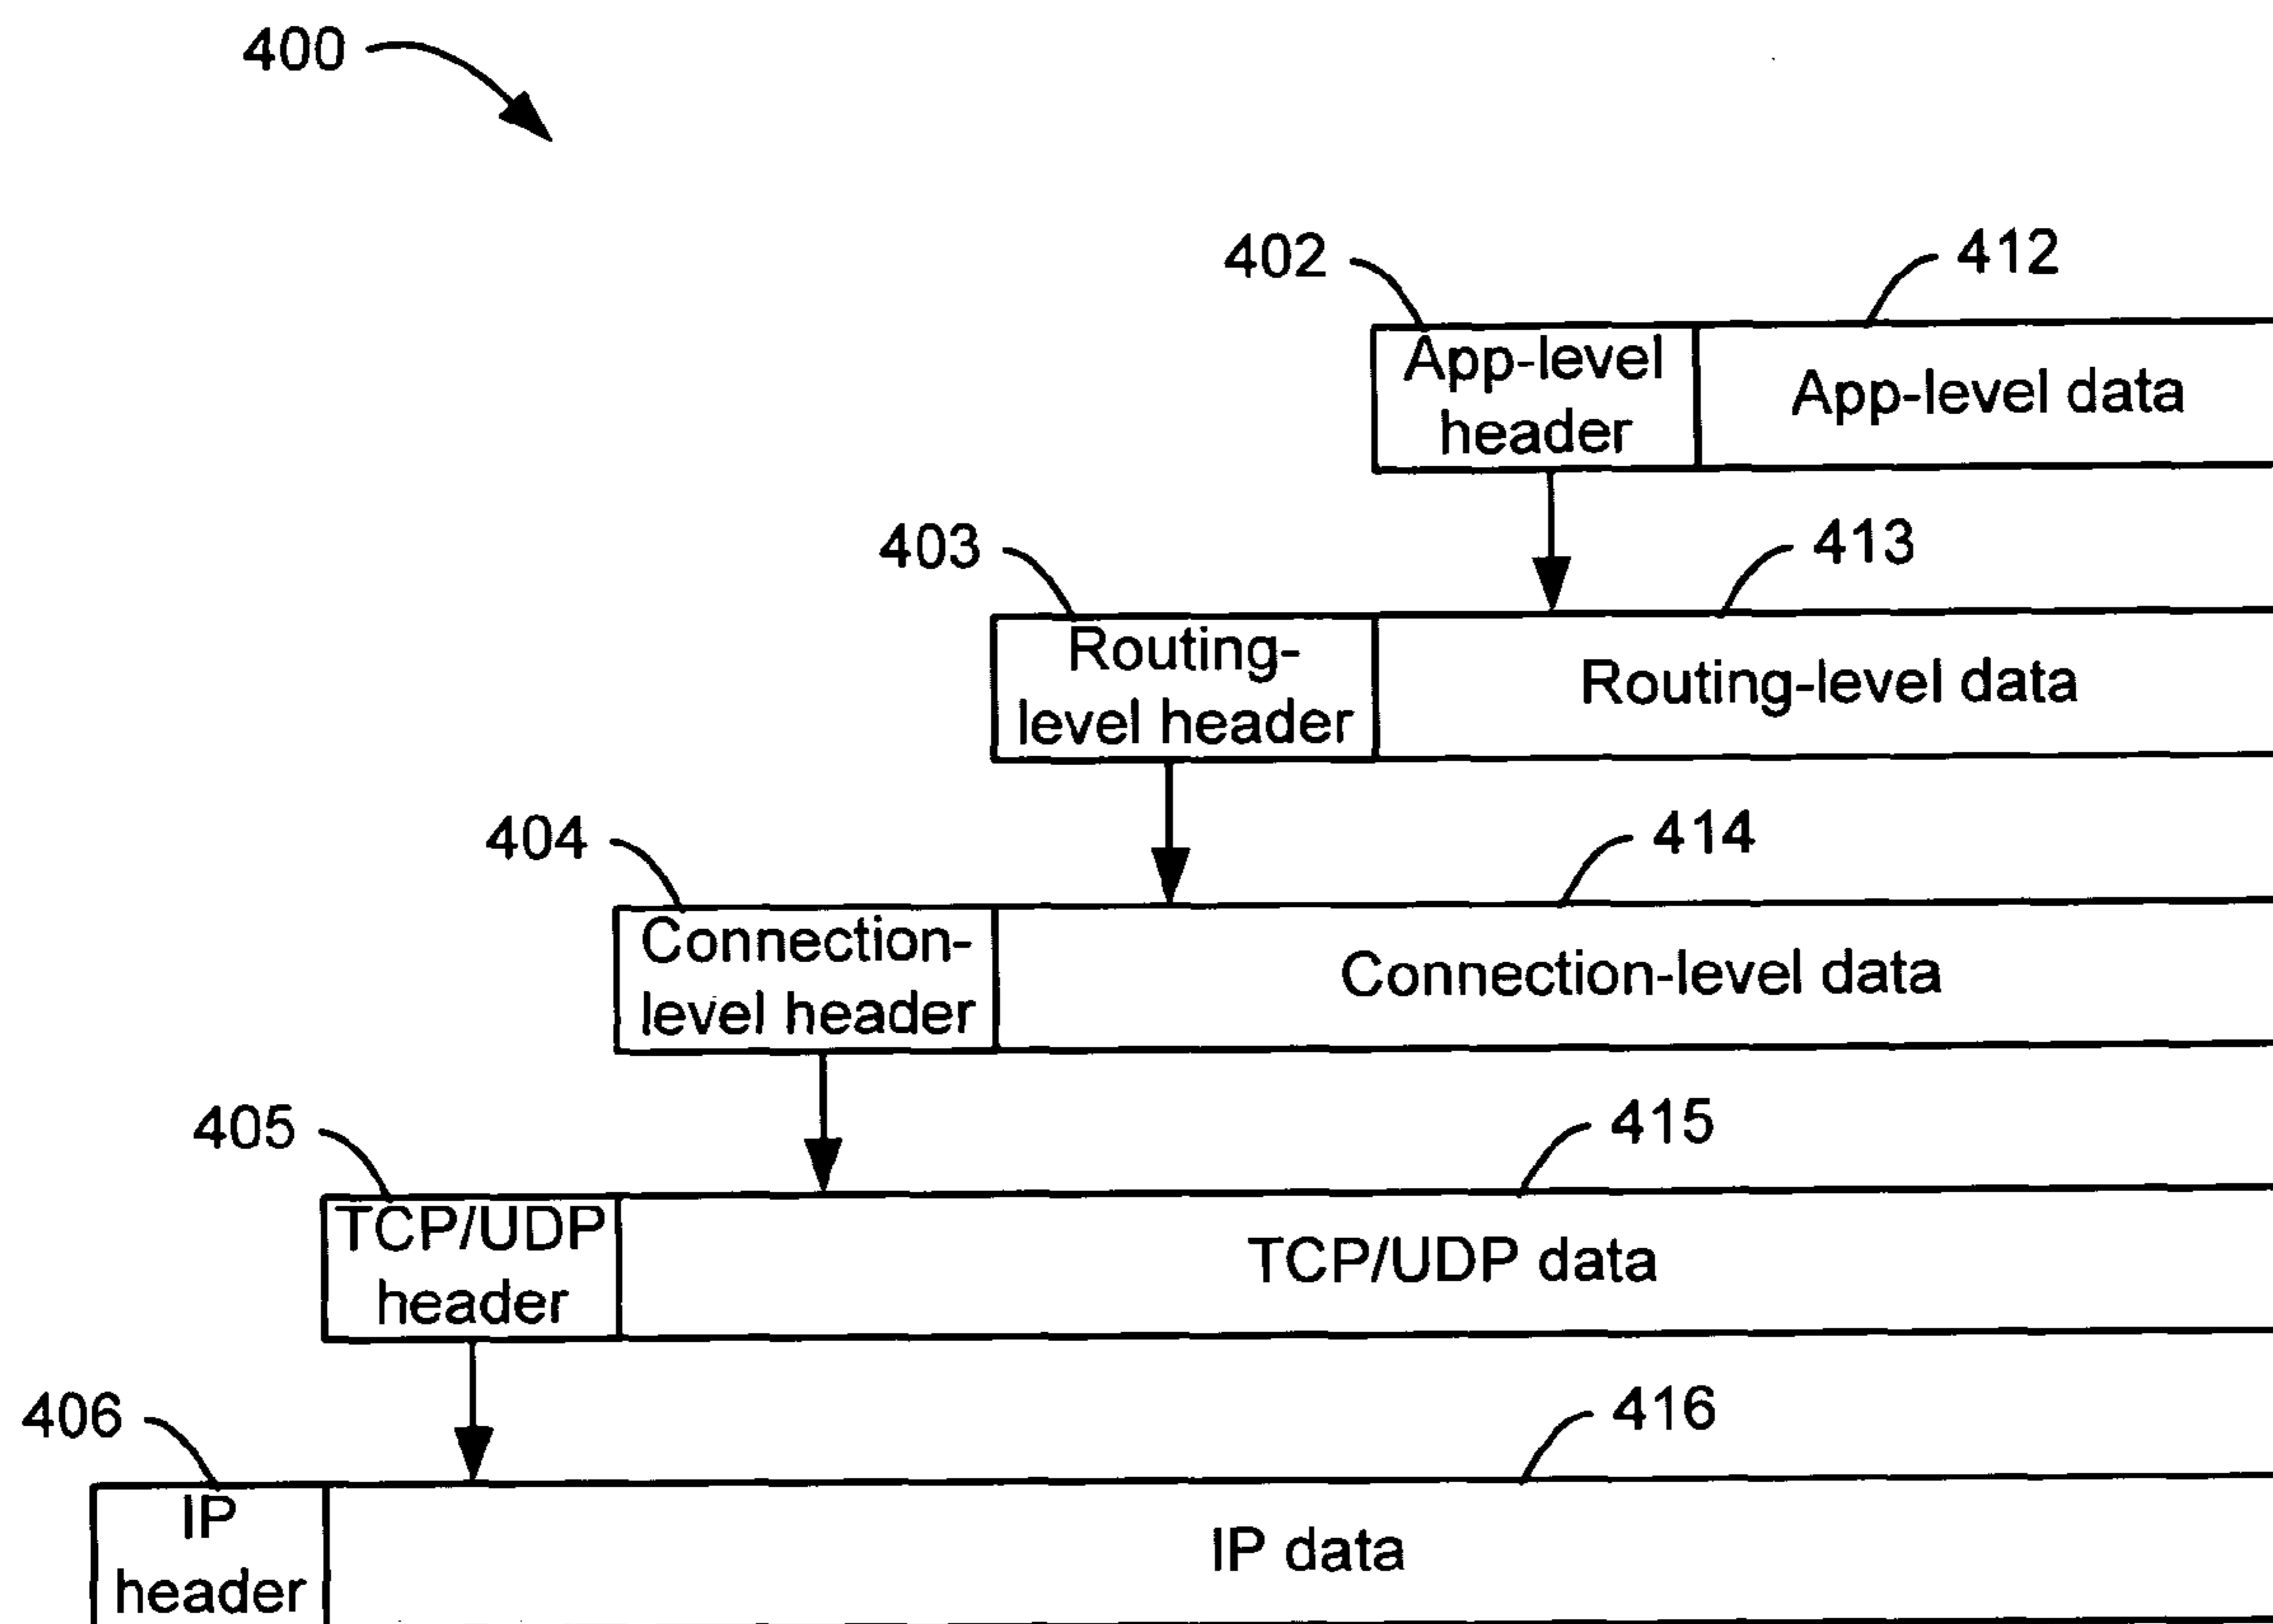 400
402
412
App-level
header
App-level data
403
413
Routing-
level header
Routing-level data
404
414
Connection-
level header
Connection-level data
405
415
TCP/UDP
header
TCP/UDP data
406
416
IP
header
IP data